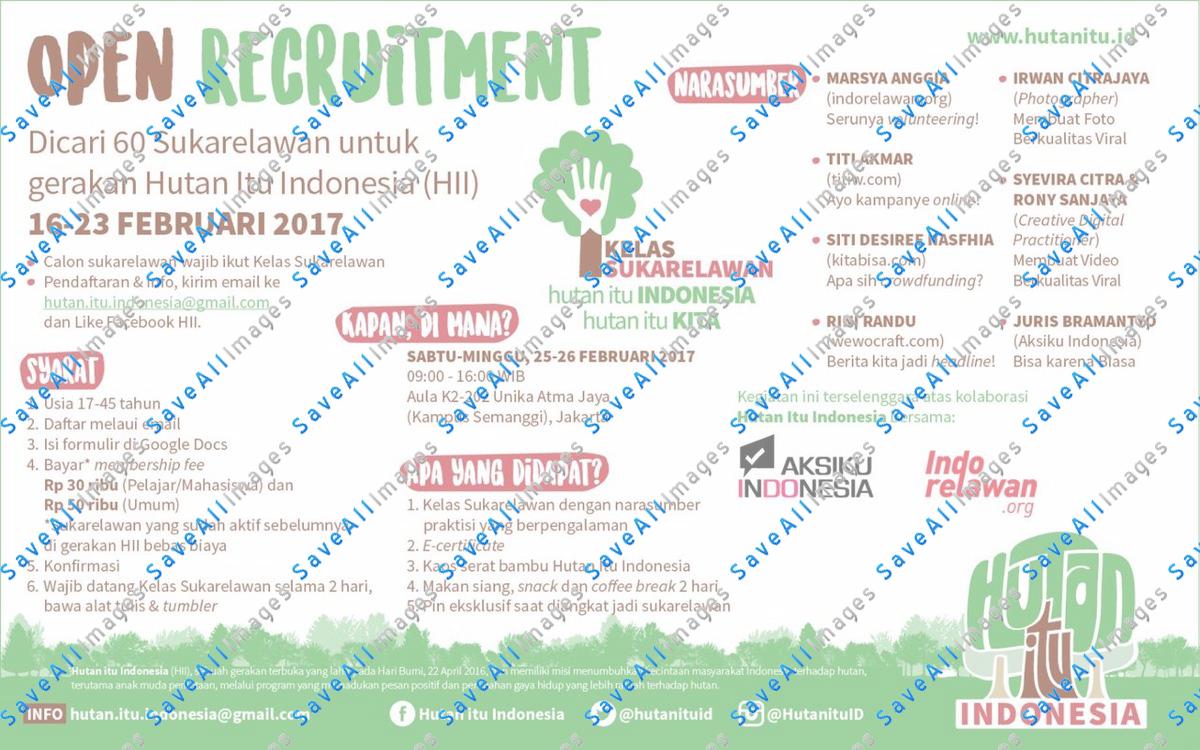 OPEN RECRUITMENT
Dicari 60 Sukarelawan untuk
gerakan Hutan Itu Indonesia (HII)
16-23 FEBRUARI 2017
• Calon sukarelawan wajib ikut Kelas Sukarelawan
• Pendaftaran & info, kirim email ke
hutan.itu.indonesia@gmail.com
dan Like Facebook HII.
SYARAT
1. Usia 17-45 tahun
2. Daftar melaui email
3. Isi formulir di Google Docs
4. Bayar* membership fee
Rp 30 ribu (Pelajar/Mahasiswa) dan
Rp 50 ribu (Umum)
*Sukarelawan yang sudah aktif sebelumnya
di gerakan HII bebas biaya
5. Konfirmasi
6. Wajib datang Kelas Sukarelawan selama 2 hari,
bawa alat tulis & tumbler
KELAS
SUKARELAWAN
hutan itu INDONESIA
hutan itu KITA
KAPAN, DI MANA?
SABTU-MINGGU, 25-26 FEBRUARI 2017
09:00 - 16:00 WIB
Aula K2-202 Unika Atma Jaya
(Kampus Semanggi), Jakarta
APA YANG DIDAPAT?
1. Kelas Sukarelawan dengan narasumber
praktisi yang berpengalaman
2. E-certificate
3. Kaos serat bambu Hutan Itu Indonesia
4. Makan siang, snack dan coffee break 2 hari
5. Pin eksklusif saat diangkat jadi sukarelawan
www.hutanitu.id
NARASUMBER
• MARSYA ANGGIA
(indorelawan.org)
Serunya volunteering!
• TITI AKMAR
Ayo kampanye online!
• SITI DESIREE NASFHIA
(kitabisa.com)
Apa sih crowdfunding?
• RINI RANDU
(wewocraft.com)
Berita kita jadi headline!
• IRWAN CITRAJAYA
(Photographer)
Membuat Foto
Berkualitas Viral
• SYEVIRA CITRA &
RONY SANJAYA
(Creative Digital
Practitioner)
Membuat Video
Berkualitas Viral
• JURIS BRAMANTYO
(Aksiku Indonesia)
Bisa karena Biasa
Kegiatan ini terselenggara atas kolaborasi
Hutan Itu Indonesia bersama:
AKSIKU
INDONESIA
Indo
relawan
.org
Hutan
itu
INDONESIA
Hutan Itu Indonesia (HII), adalah gerakan terbuka yang lahir pada Hari Bumi, 22 April 2016, dan memiliki misi menumbuhkan kecintaan masyarakat Indonesia terhadap hutan,
terutama anak muda perkotaan, melalui program yang memadukan pesan positif dan perubahan gaya hidup yang lebih ramah terhadap hutan.
INFO hutan.itu.indonesia@gmail.com
Hutan itu Indonesia
@hutanituid
@HutanituID
SaveAllImages